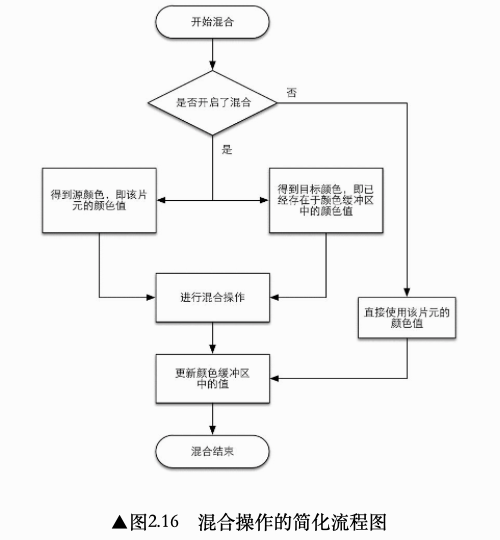 开始混合
是否开启了混合
否
是
得到源颜色，即该片
元的颜色值
得到目标颜色，即已
经存在于颜色缓冲区
中的颜色值
进行混合操作
直接使用该片元的
颜色值
更新颜色缓冲区
中的值
混合结束
▲图2.16 混合操作的简化流程图